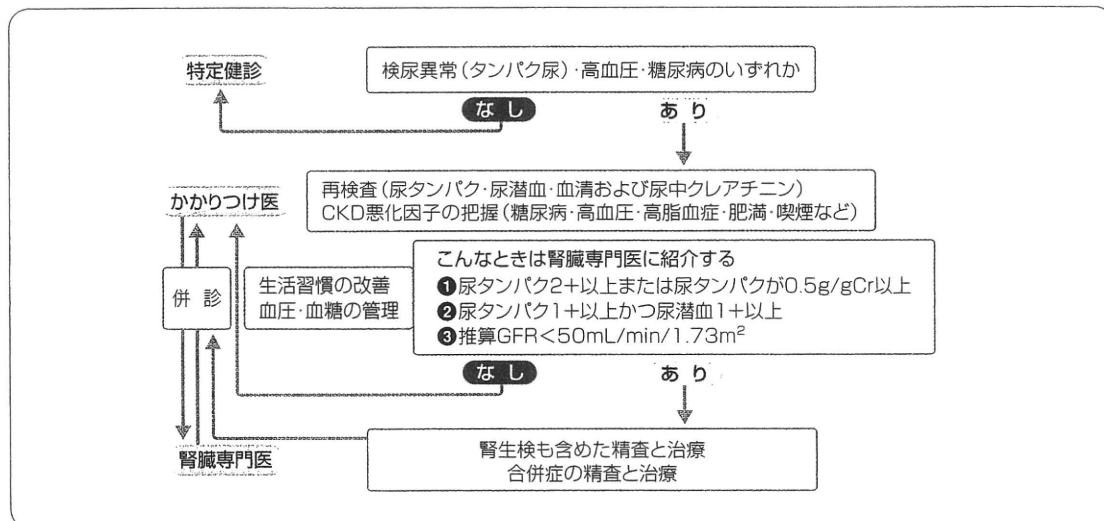 特定健診
検尿異常(タンパク尿)・高血圧・糖尿病のいずれか
なし
あり
再検査(尿タンパク・尿潜血・血清および尿中クレアチニン)
CKD悪化因子の把握(糖尿病・高血圧・高脂血症・肥満・喫煙など)
かかりつけ医
併診
生活習慣の改善
血圧・血糖の管理
こんなときは腎臓専門医に紹介する
❶尿タンパク2+以上または尿タンパクが0.5g/gCr以上
❷尿タンパク1+以上かつ尿潜血1+以上
❸推算GFR<50mL/min/1.73m²
なし
あり
腎臓専門医
腎生検も含めた精査と治療
合併症の精査と治療